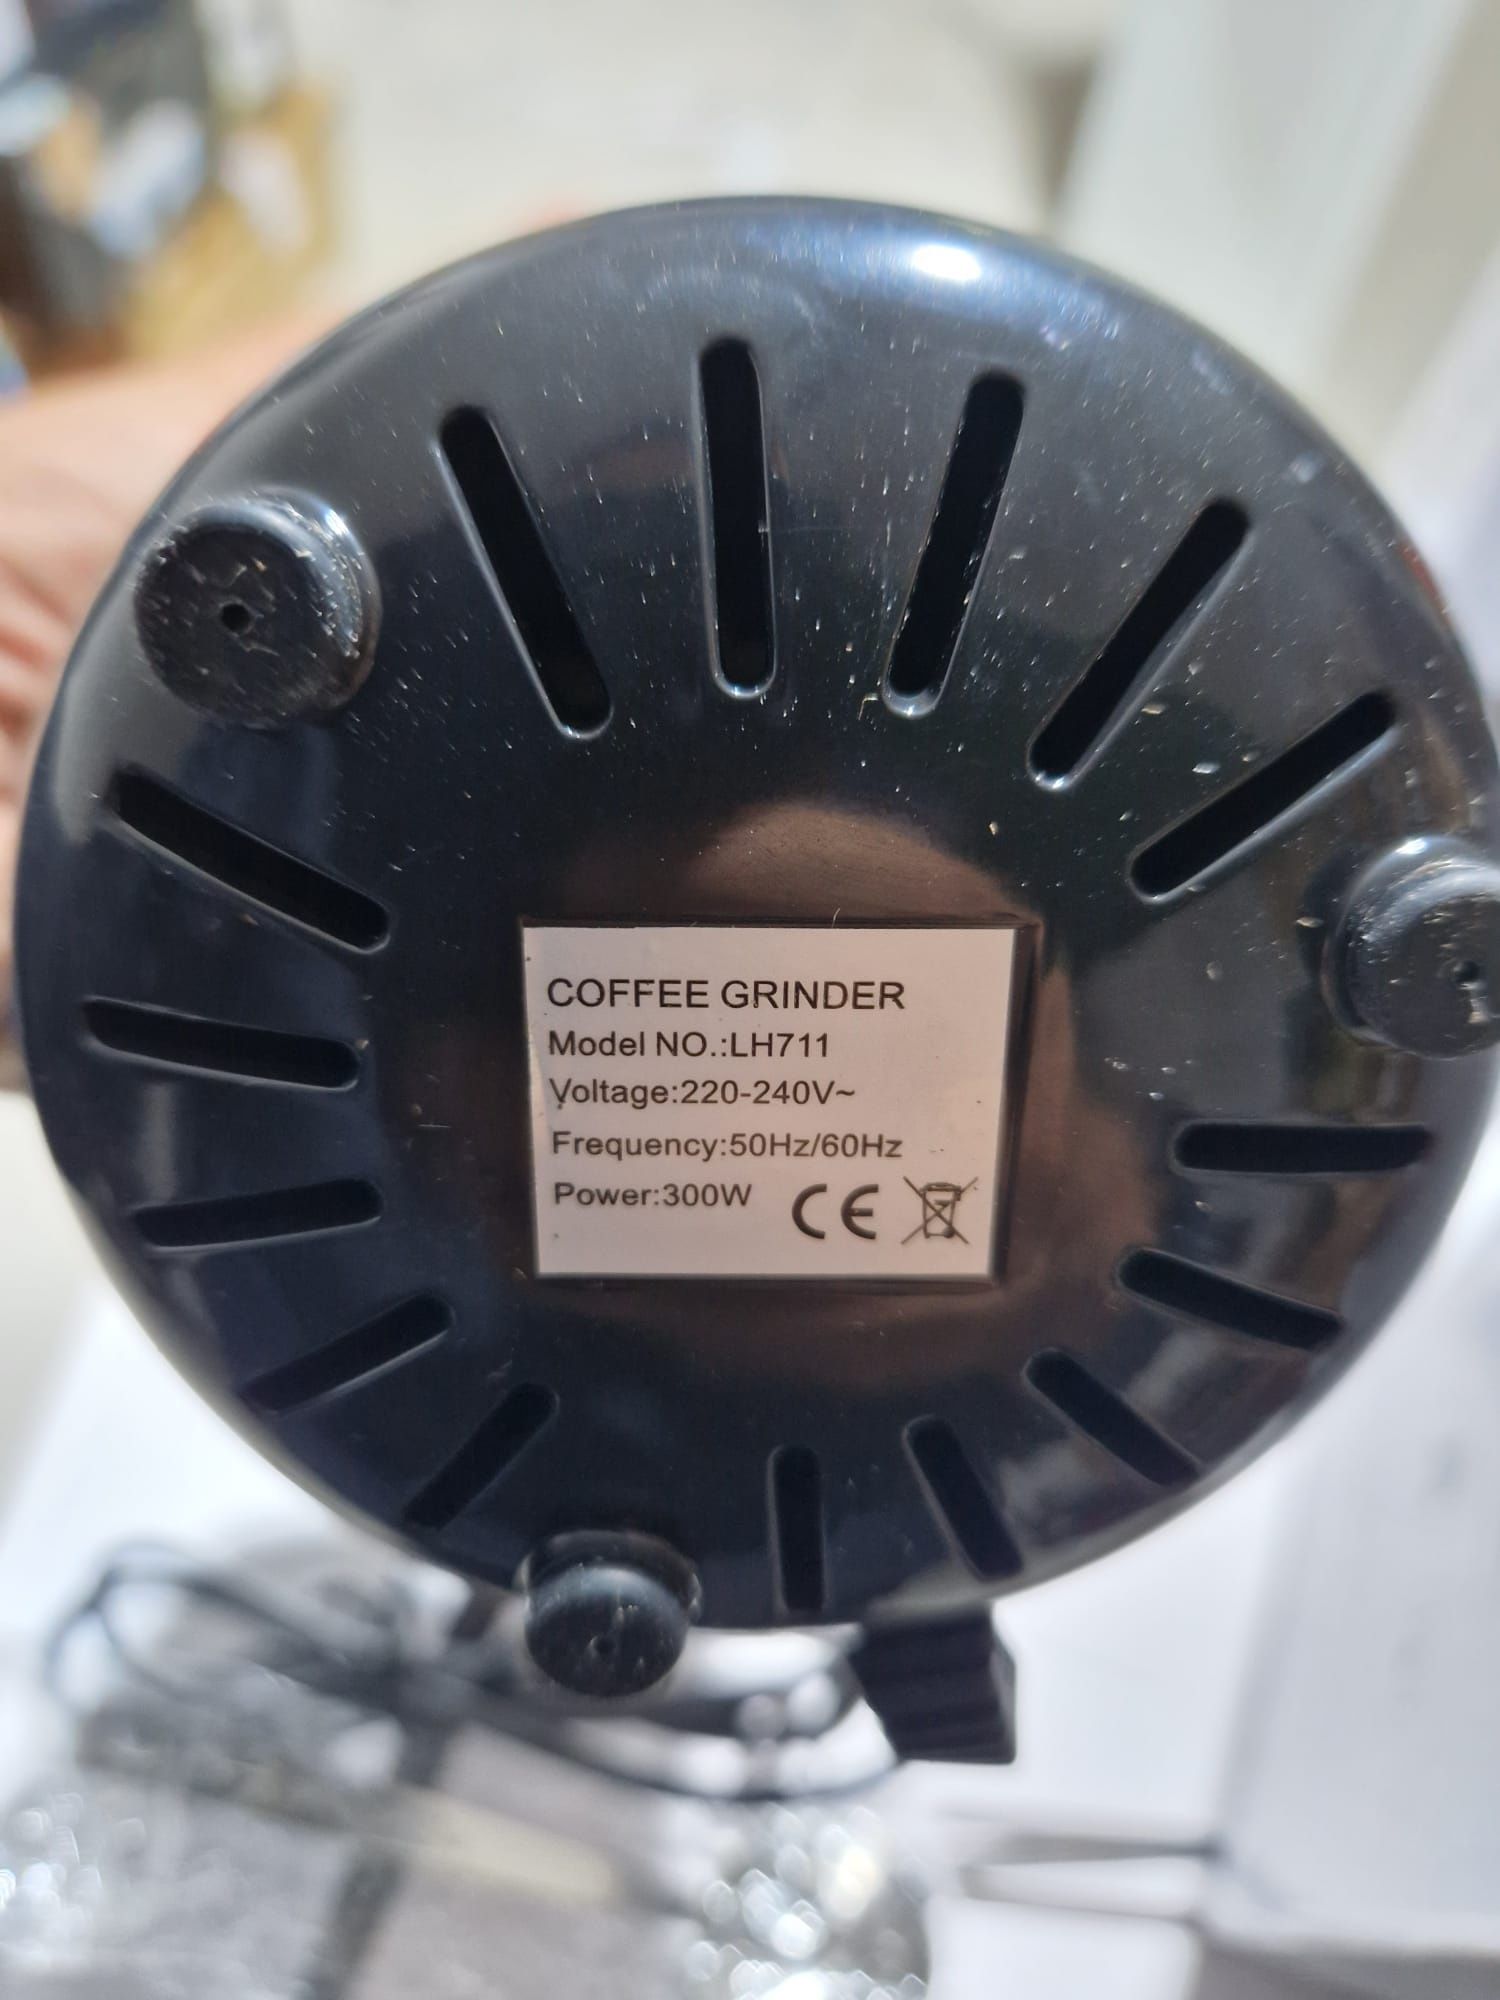 COFFEE GRINDER
Model NO.:LH711
Voltage:220-240V~
Frequency:50Hz/60Hz
Power:300W CE